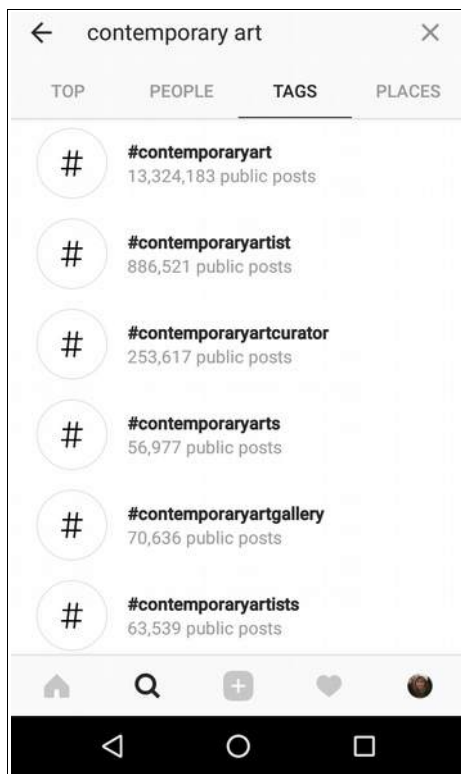 contemporary art
TOP PEOPLE TAGS PLACES
#contemporaryart
13,324,183 public posts
#contemporaryartist
886,521 public posts
#contemporaryartcurator
253,617 public posts
#contemporaryarts
56,977 public posts
#contemporaryartgallery
70,636 public posts
#contemporaryartists
63,539 public posts